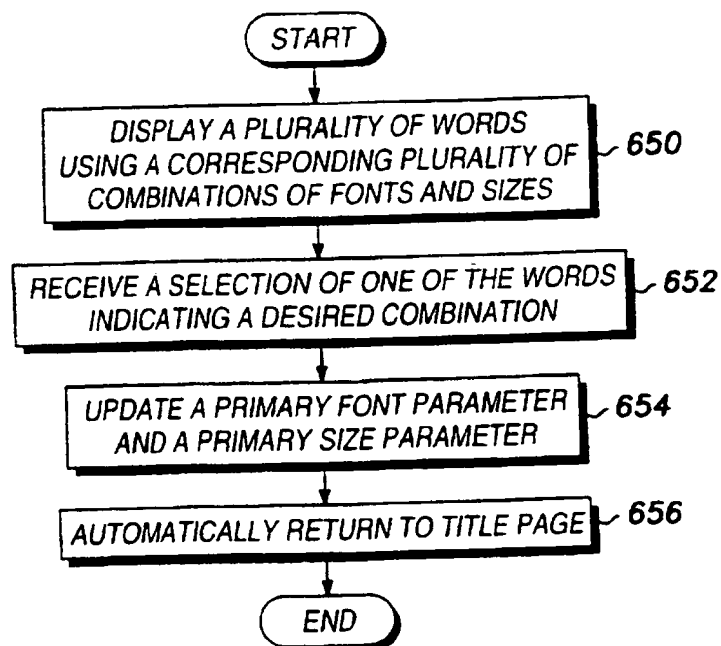 START
DISPLAY A PLURALITY OF WORDS
USING A CORRESPONDING PLURALITY OF
COMBINATIONS OF FONTS AND SIZES
650
RECEIVE A SELECTION OF ONE OF THE WORDS
INDICATING A DESIRED COMBINATION
652
UPDATE A PRIMARY FONT PARAMETER
AND A PRIMARY SIZE PARAMETER
654
AUTOMATICALLY RETURN TO TITLE PAGE
656
END